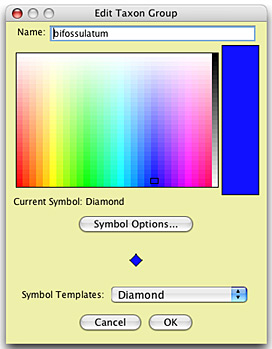 Edit Taxon Group
Name: bifossulatum
Current Symbol: Diamond
Symbol Options...
Symbol Templates: Diamond
Cancel OK